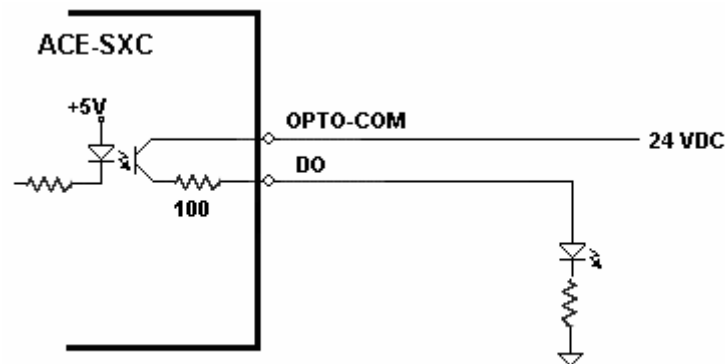 ACE-SXC
+5V
OPTO-COM
24 VDC
DO
100